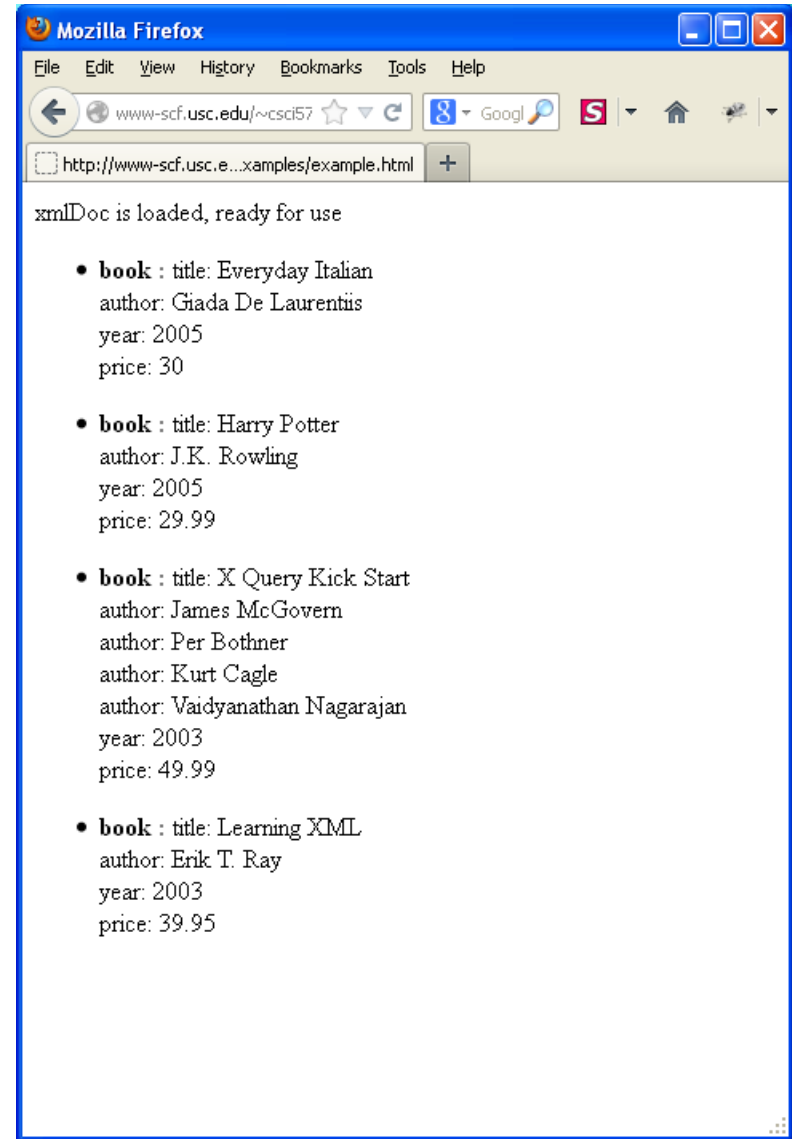 Mozilla Firefox
File Edit View History Bookmarks Tools Help
www-scf.usc.edu/~csci57 8 Googl S
http://www-scf.usc.e...xamples/example.html +
xmlDoc is loaded, ready for use
• book : title: Everyday Italian
author: Giada De Laurentiis
year: 2005
price: 30
• book : title: Harry Potter
author: J.K. Rowling
year: 2005
price: 29.99
• book : title: X Query Kick Start
author: James McGovern
author: Per Bothner
author: Kurt Cagle
author: Vaidyanathan Nagarajan
year: 2003
price: 49.99
• book : title: Learning XML
author: Erik T. Ray
year: 2003
price: 39.95